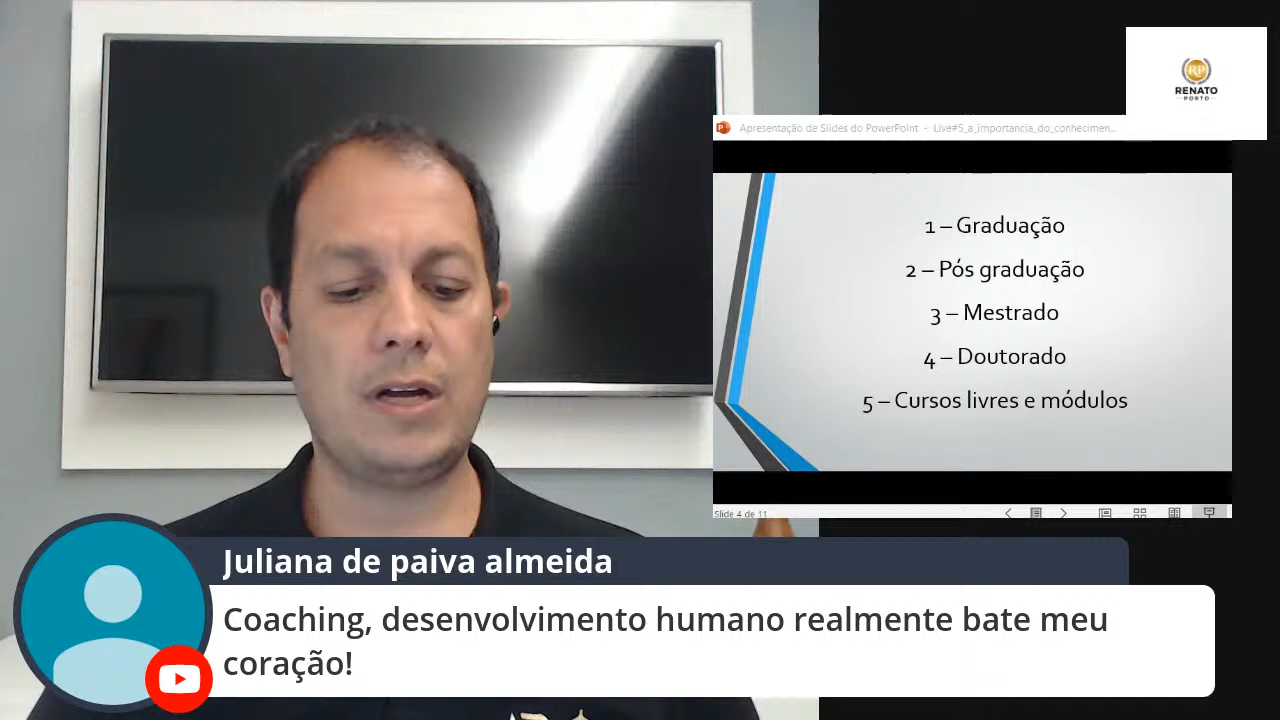 RP
RENATO
PORTO
Apresentação de Slides do PowerPoint - Live#5_a_importancia_do_conhecimen...
1 – Graduação
2 – Pós graduação
3 – Mestrado
4 – Doutorado
5 – Cursos livres e módulos
Slide 4 de 11
Juliana de paiva almeida
Coaching, desenvolvimento humano realmente bate meu
coração!